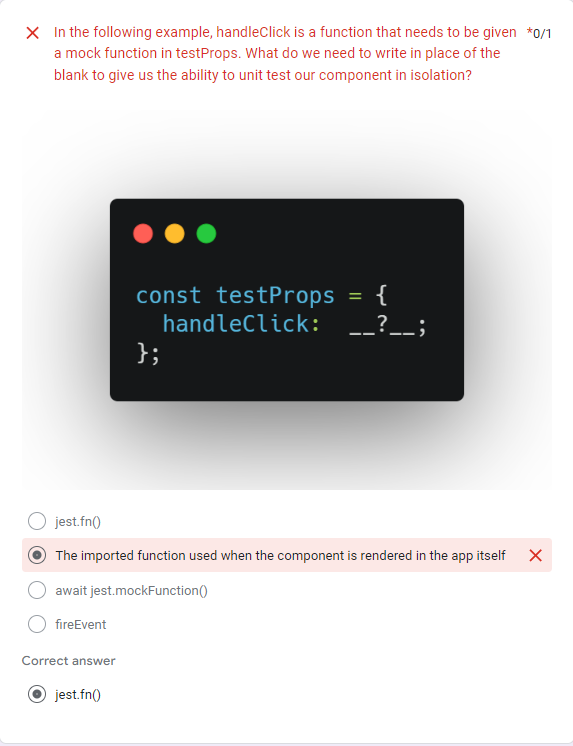 In the following example, handleClick is a function that needs to be given *0/1
a mock function in testProps. What do we need to write in place of the
blank to give us the ability to unit test our component in isolation?
const testProps = {
  handleClick:  __?__;
};
jest.fn()
The imported function used when the component is rendered in the app itself
await jest.mockFunction()
fireEvent
Correct answer
jest.fn()